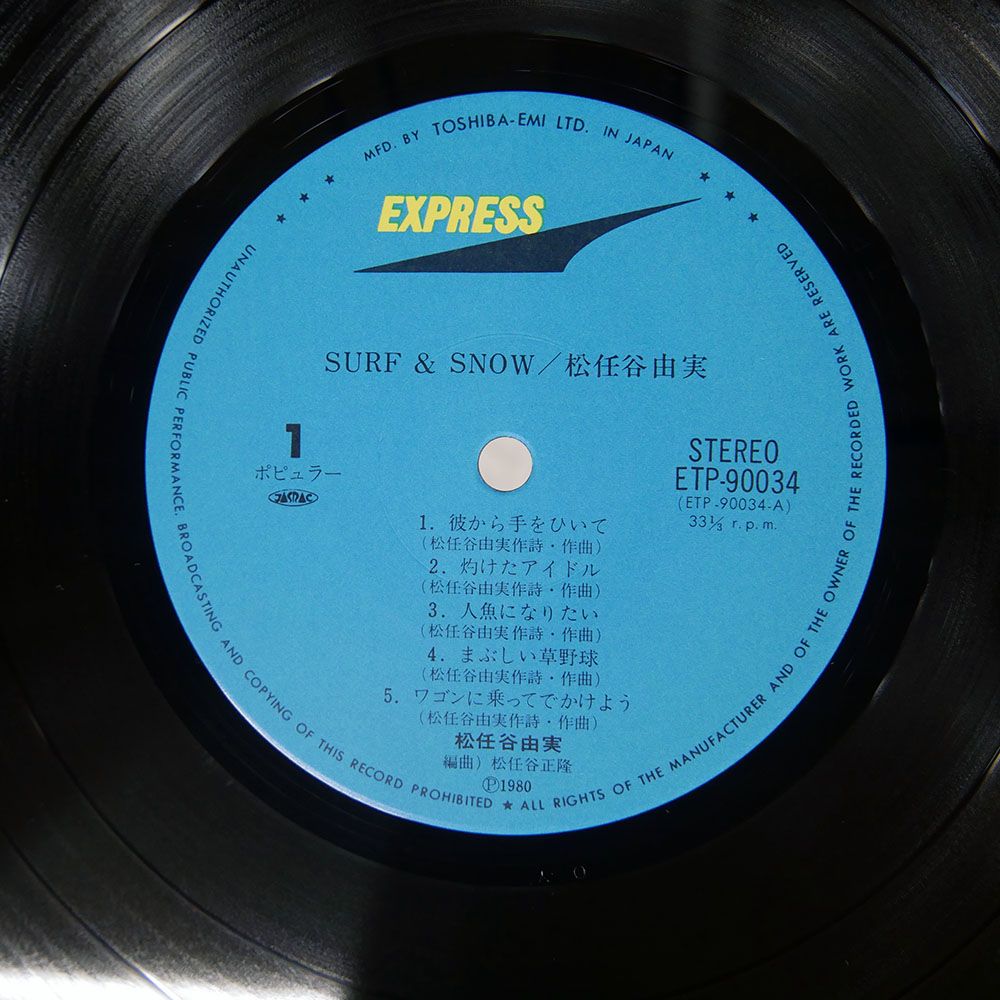 MFD. BY TOSHIBA-EMI LTD. IN JAPAN
EXPRESS
SURF & SNOW／松任谷由実
1
ポピュラー
JASRAC
STEREO
ETP-90034
(ETP-90034-A)
33⅓ r.p.m.
1. 彼から手をひいて
(松任谷由実作詩・作曲)
2. 灼けたアイドル
(松任谷由実作詩・作曲)
3. 人魚になりたい
(松任谷由実作詩・作曲)
4. まぶしい草野球
(松任谷由実作詩・作曲)
5. ワゴンに乗ってでかけよう
(松任谷由実作詩・作曲)
松任谷由実
編曲) 松任谷正隆
Ⓟ1980
UNAUTHORIZED PUBLIC PERFORMANCE, BROADCASTING AND COPYING OF THIS RECORD PROHIBITED ★ ALL RIGHTS OF THE MANUFACTURER AND OF THE OWNER OF THE RECORDED WORK ARE RESERVED